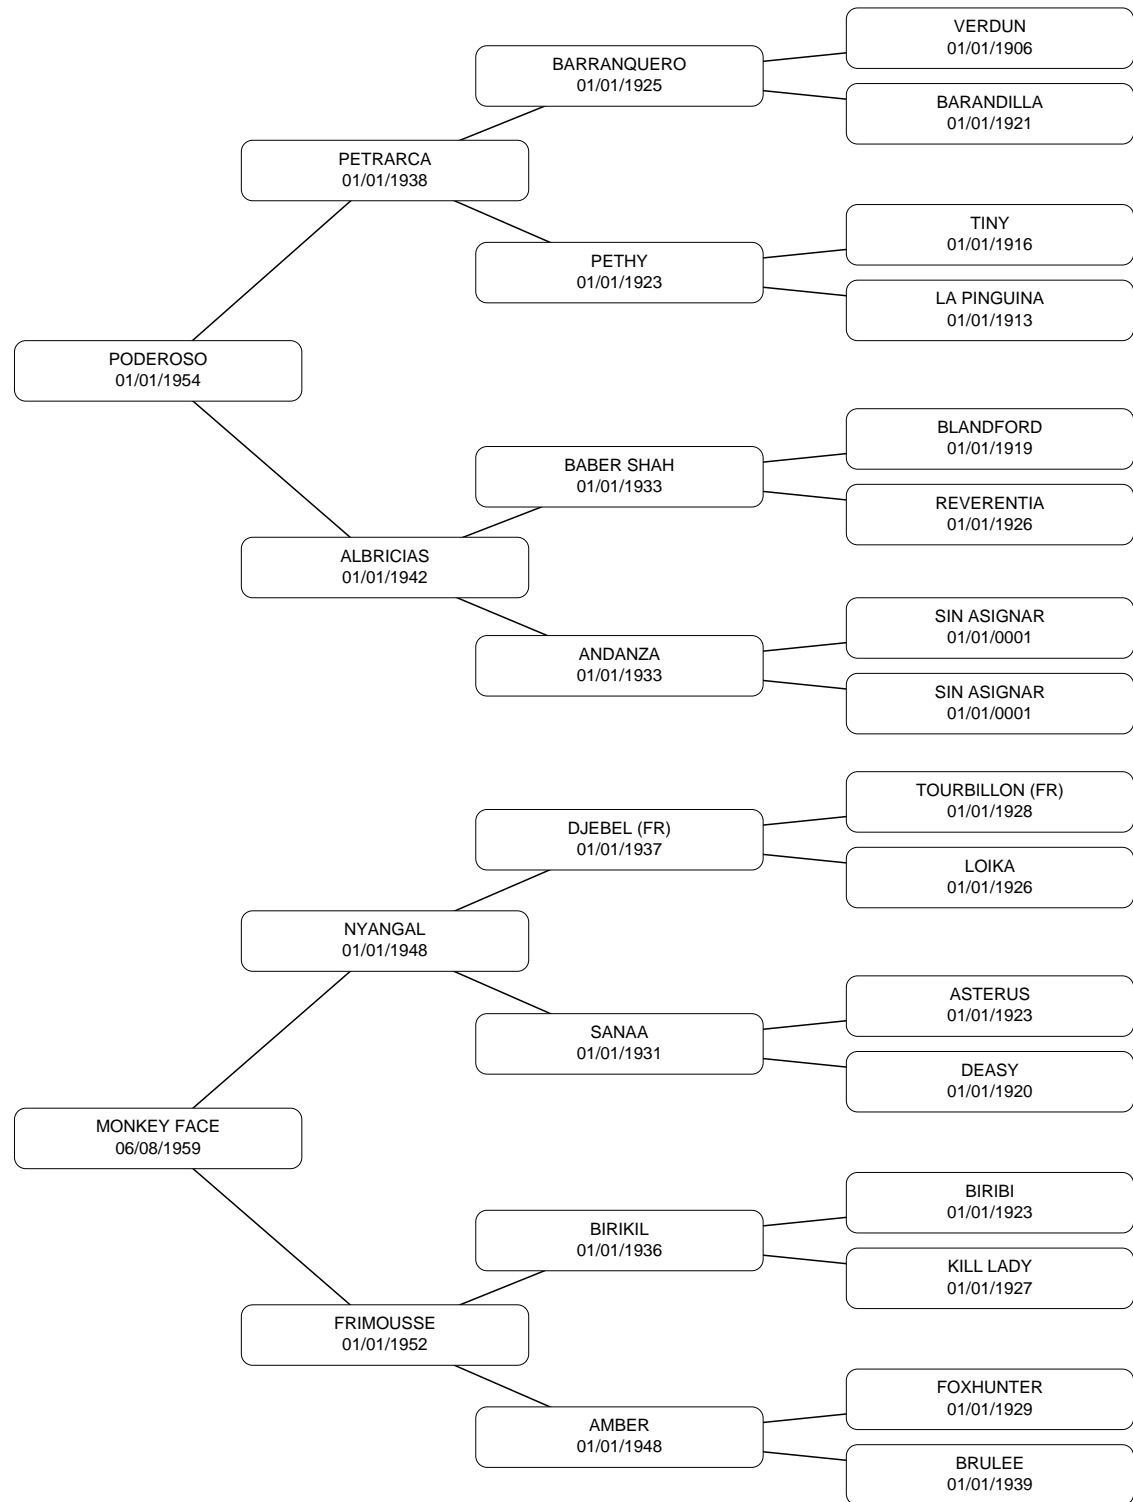 VERDUN
01/01/1906
BARRANQUERO
01/01/1925
BARANDILLA
01/01/1921
PETRARCA
01/01/1938
TINY
01/01/1916
PETHY
01/01/1923
LA PINGUINA
01/01/1913
PODEROSO
01/01/1954
BLANDFORD
01/01/1919
BABER SHAH
01/01/1933
REVERENTIA
01/01/1926
ALBRICIAS
01/01/1942
SIN ASIGNAR
01/01/0001
ANDANZA
01/01/1933
SIN ASIGNAR
01/01/0001
TOURBILLON (FR)
01/01/1928
DJEBEL (FR)
01/01/1937
LOIKA
01/01/1926
NYANGAL
01/01/1948
ASTERUS
01/01/1923
SANAA
01/01/1931
DEASY
01/01/1920
MONKEY FACE
06/08/1959
BIRIBI
01/01/1923
BIRIKIL
01/01/1936
KILL LADY
01/01/1927
FRIMOUSSE
01/01/1952
FOXHUNTER
01/01/1929
AMBER
01/01/1948
BRULEE
01/01/1939